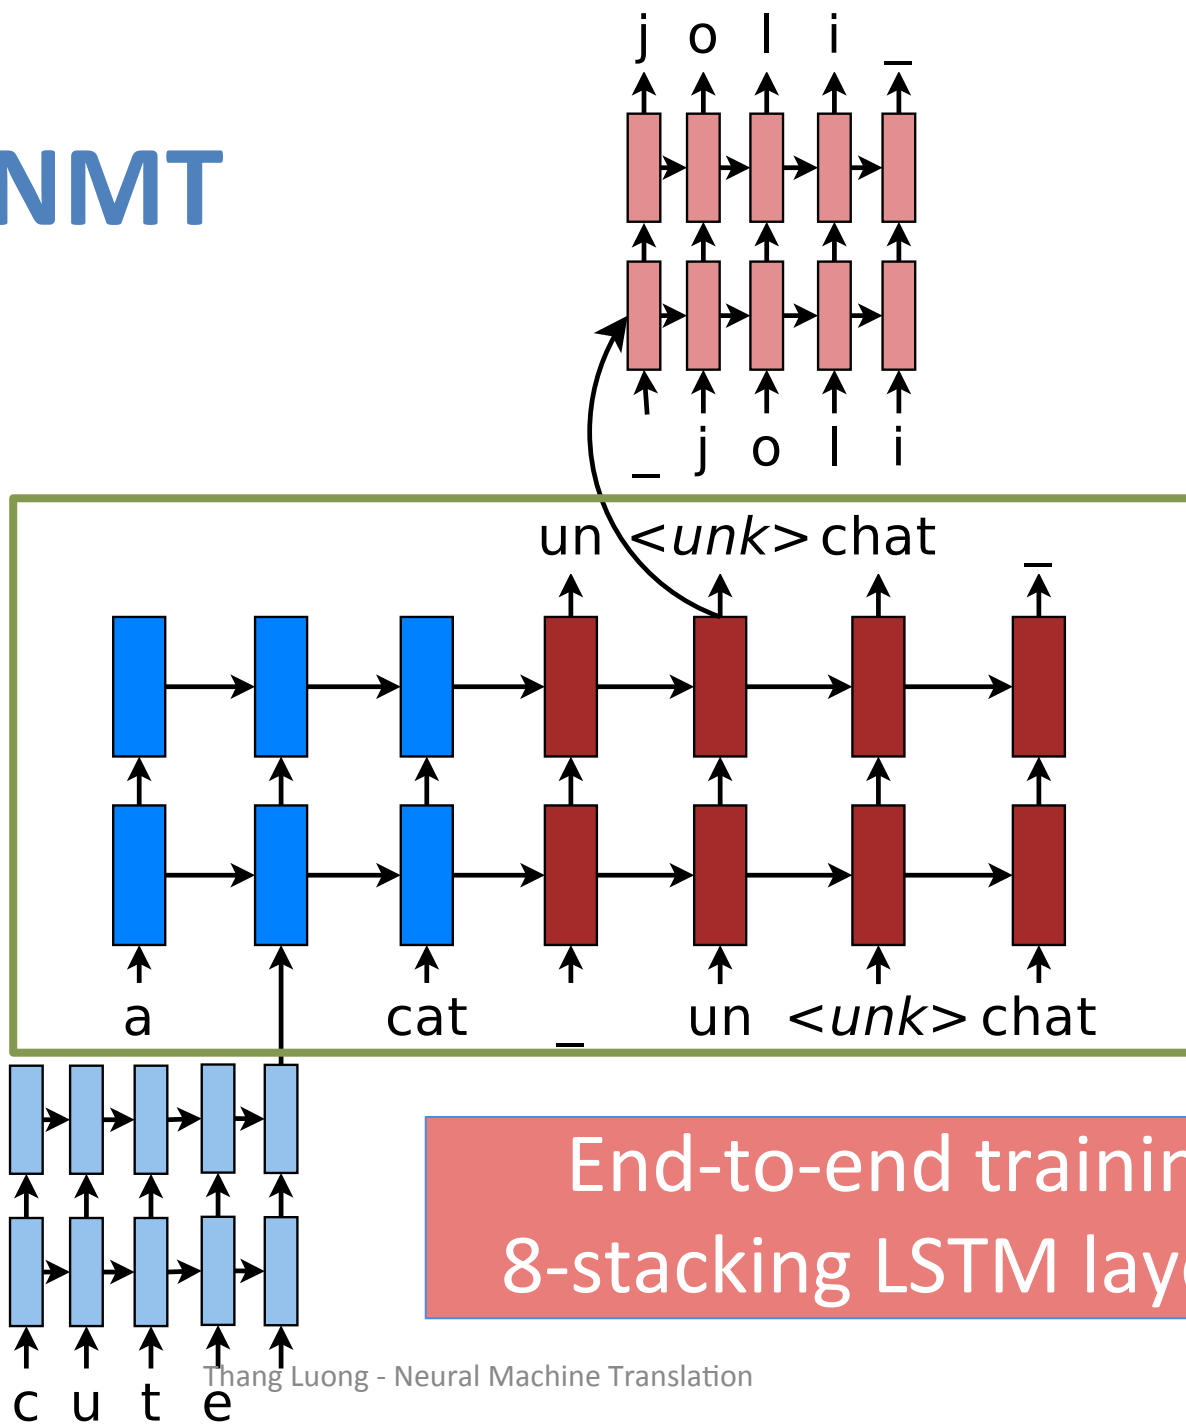 j o l i _
NMT
_ j o l i
un <unk> chat _
a cat _ un <unk> chat
End-to-end trainin
8-stacking LSTM lay
Thang Luong - Neural Machine Translation
c u t e